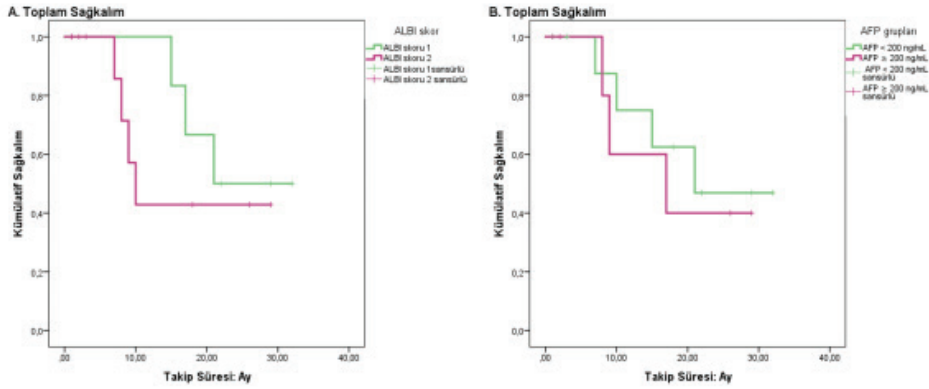 A. Toplam Sağkalım
ALBI skor
ALBI skoru 1
ALBI skoru 2
ALBI skoru 1 sansürlü
ALBI skoru 2 sansürlü
Kümülatif Sağkalım
1,0
0,8
0,6
0,4
0,2
0,0
,00
10,00
20,00
30,00
40,00
Takip Süresi: Ay
B. Toplam Sağkalım
AFP grupları
AFP < 200 ng/mL
AFP ≥ 200 ng/mL
AFP < 200 ng/mL
sansürlü
AFP ≥ 200 ng/mL
sansürlü
Kümülatif Sağkalım
1,0
0,8
0,6
0,4
0,2
0,0
,00
10,00
20,00
30,00
40,00
Takip Süresi: Ay